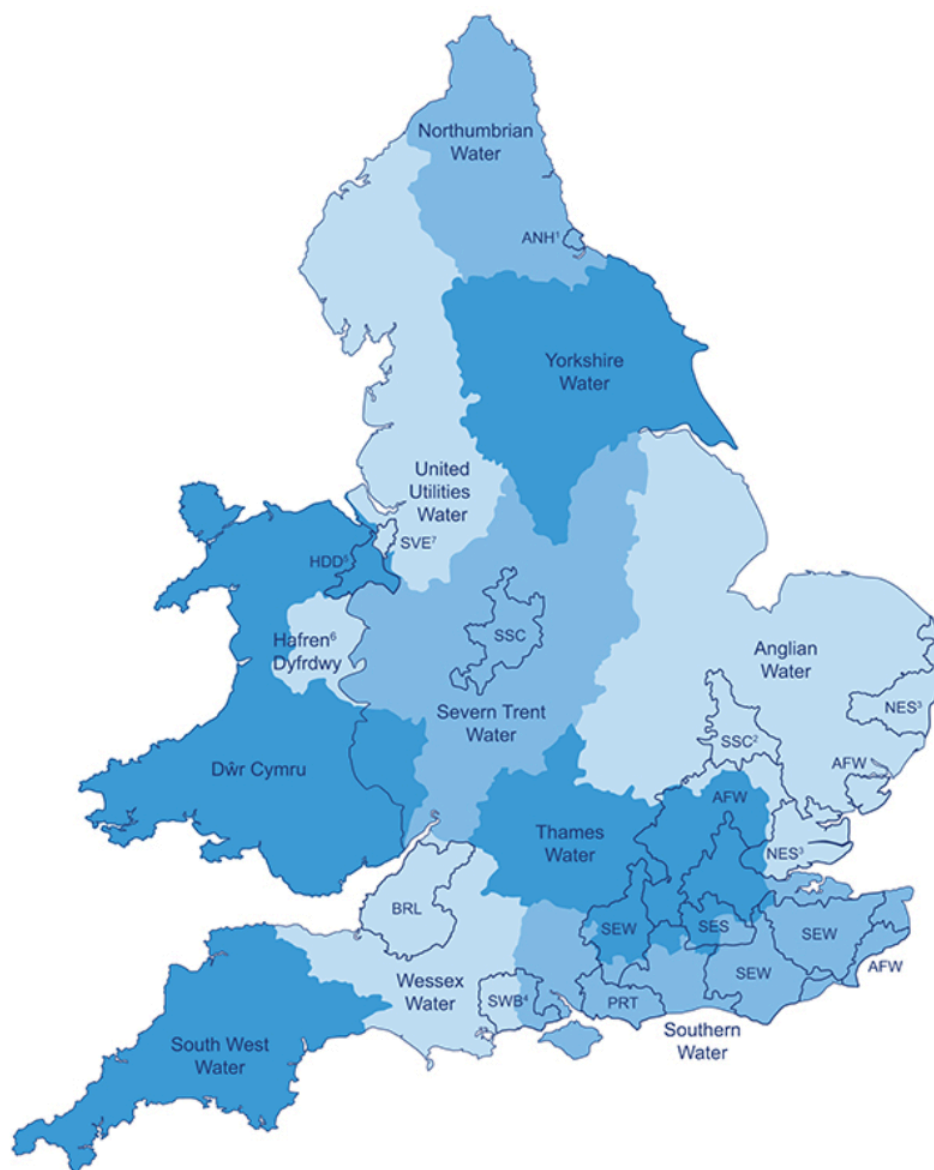 Northumbrian
Water
ANH¹
Yorkshire
Water
United
Utilities
Water
SVE⁷
HDD⁵
SSC
Hafren⁶
Dyfrdwy
Anglian
Water
NES³
Severn Trent
Water
SSC²
AFW
Dŵr Cymru
AFW
Thames
Water
NES³
BRL
SEW
SES
SEW
SEW
AFW
Wessex
Water
SWB⁴
PRT
Southern
Water
South West
Water